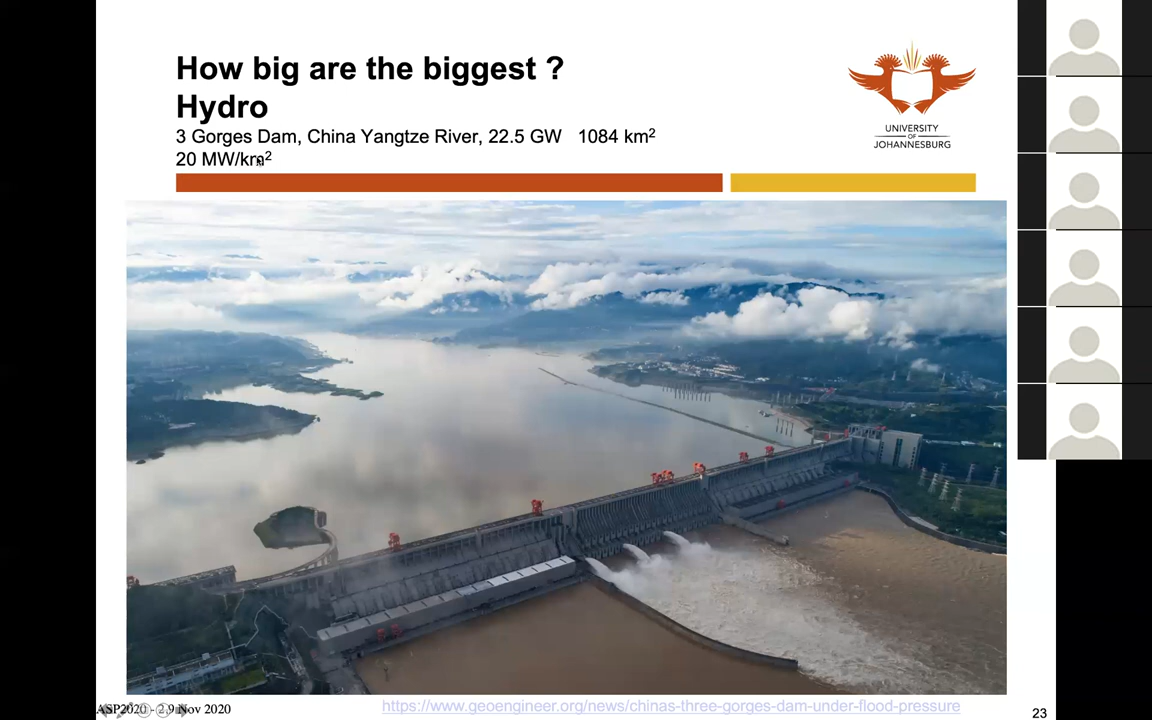 How big are the biggest ?
Hydro
3 Gorges Dam, China Yangtze River, 22.5 GW 1084 km²
20 MW/km²
UNIVERSITY
OF
JOHANNESBURG
ASP2020 - 2.9 Nov 2020
https://www.geoengineer.org/news/chinas-three-gorges-dam-under-flood-pressure
23